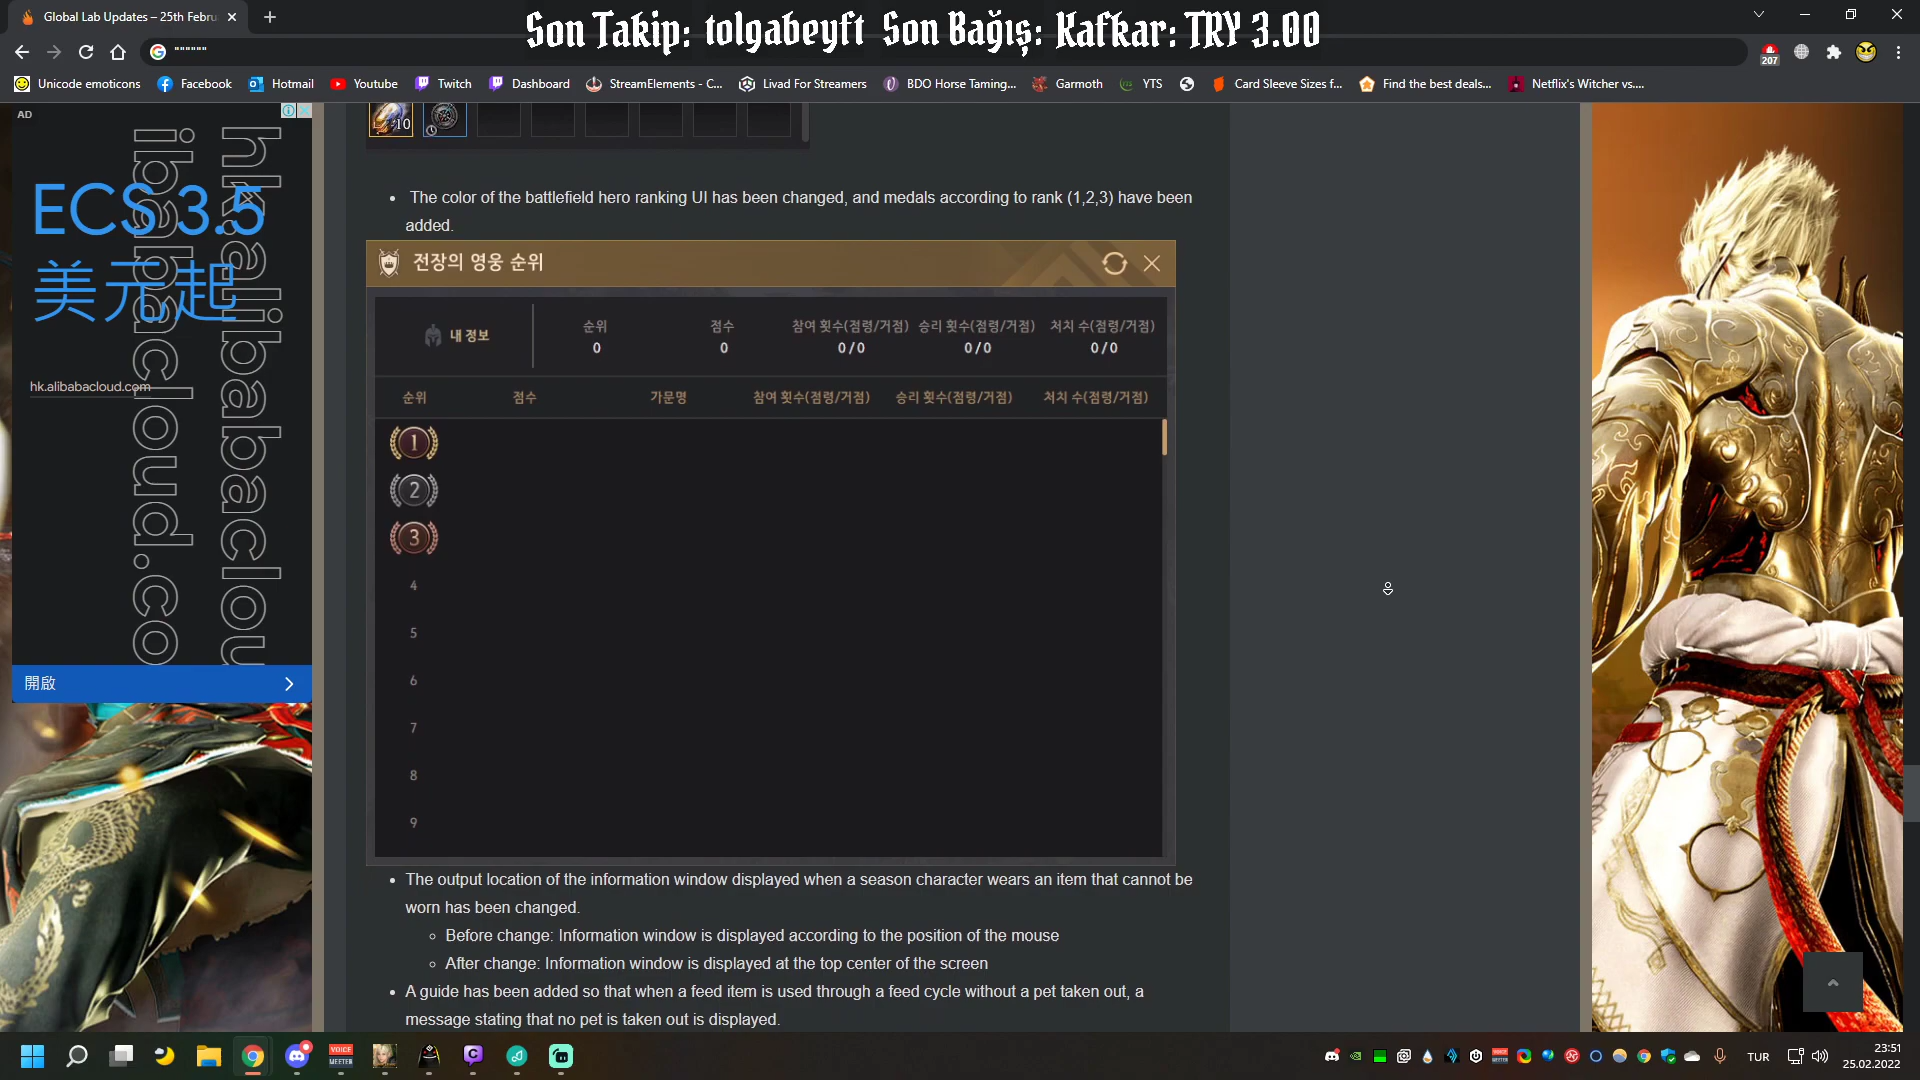 Global Lab Updates – 25th Febru
Son Takip: tolgabeyft Son Bağış: Kafkar: TRY 3.00
""""""
207
Unicode emoticons
Facebook
Hotmail
Youtube
Twitch
Dashboard
StreamElements - C...
Livad For Streamers
BDO Horse Taming...
Garmoth
YTS
Card Sleeve Sizes f...
Find the best deals...
Netflix's Witcher vs....
AD
ECS 3.5
美元起
hk.alibabacloud.com
hk.alibabaclou
ibabacloud.co
開啟
10
The color of the battlefield hero ranking UI has been changed, and medals according to rank (1,2,3) have been
added.
전장의 영웅 순위
내 정보
순위 점수 참여 횟수(점령/거점) 승리 횟수(점령/거점) 처치 수(점령/거점)
0 0 0/0 0/0 0/0
순위 점수 가문명 참여 횟수(점령/거점) 승리 횟수(점령/거점) 처치 수(점령/거점)
1
2
3
4
5
6
7
8
9
The output location of the information window displayed when a season character wears an item that cannot be
worn has been changed.
Before change: Information window is displayed according to the position of the mouse
After change: Information window is displayed at the top center of the screen
A guide has been added so that when a feed item is used through a feed cycle without a pet taken out, a
message stating that no pet is taken out is displayed.
VOICE
MEETER
TUR
23:51
25.02.2022